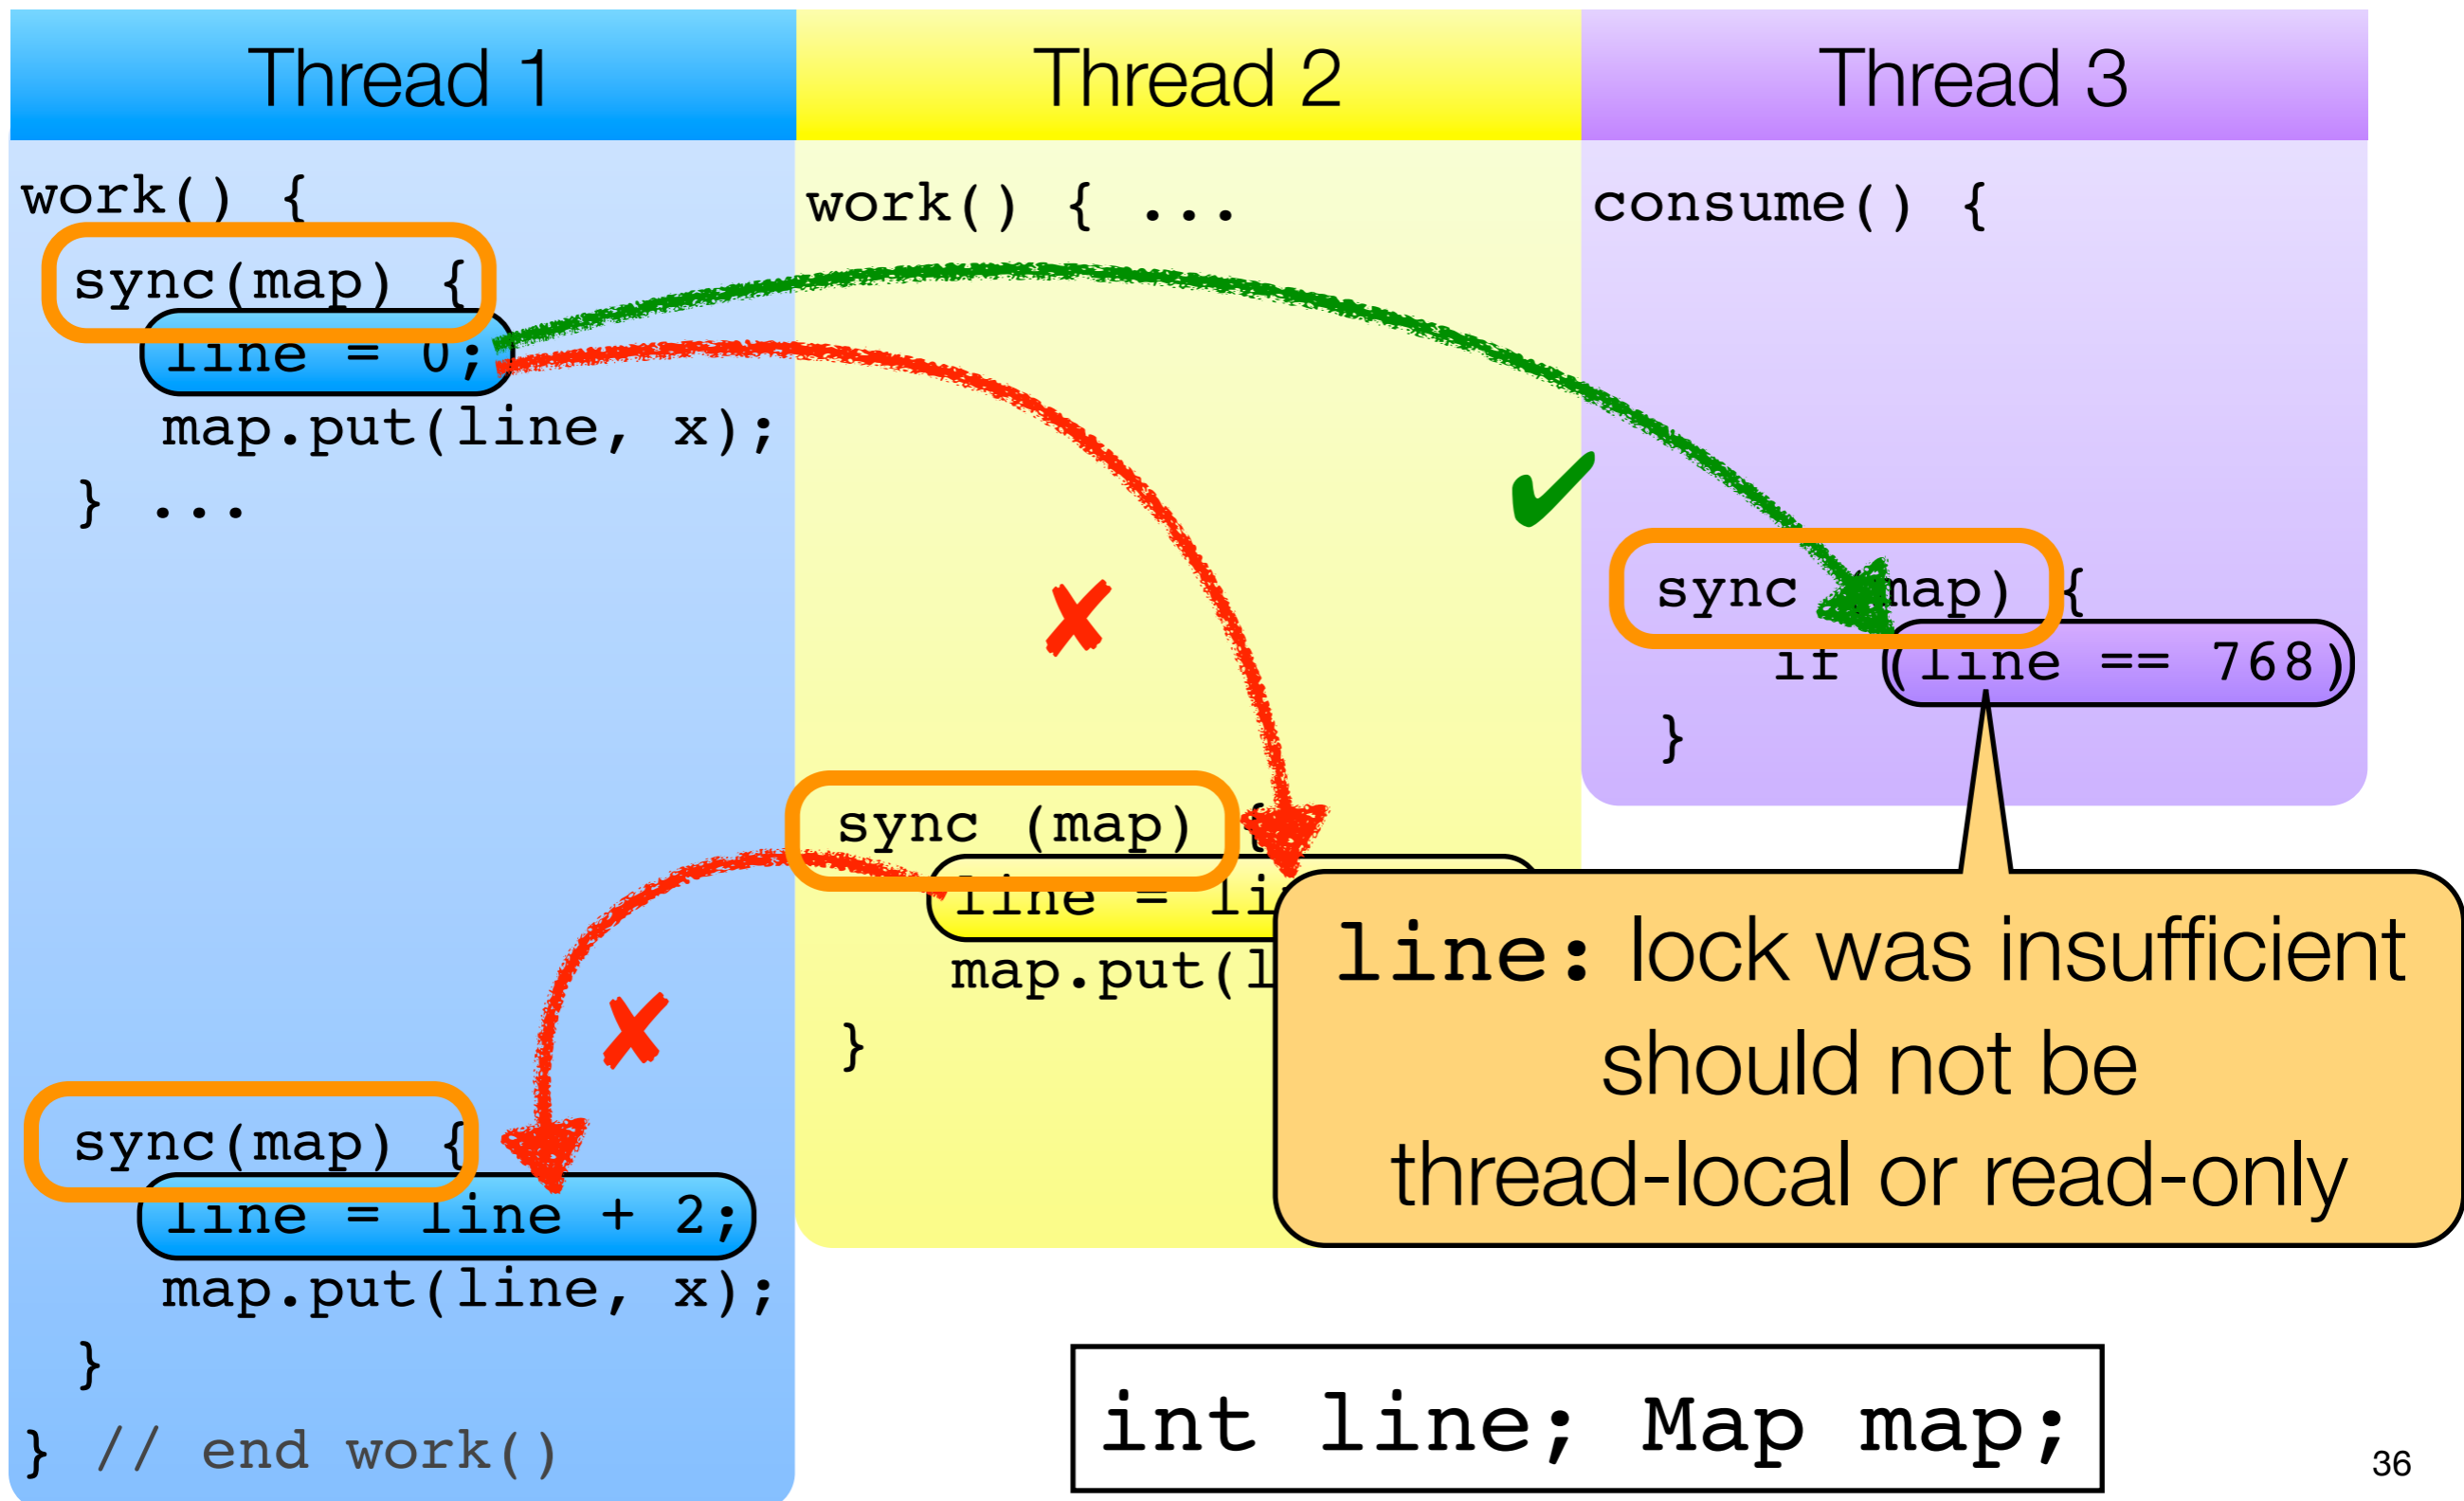 Thread 1
work() {
sync(map) {
line = 0;
map.put(line, x);
} ...
sync(map) {
line = line + 2;
map.put(line, x);
}
} // end work()
Thread 2
work() { ...
sync (map) {
line = li
map.put(l
}
Thread 3
consume() {
sync (map) {
if (line == 768)
}
line: lock was insufficient
should not be
thread-local or read-only
int line; Map map;
36